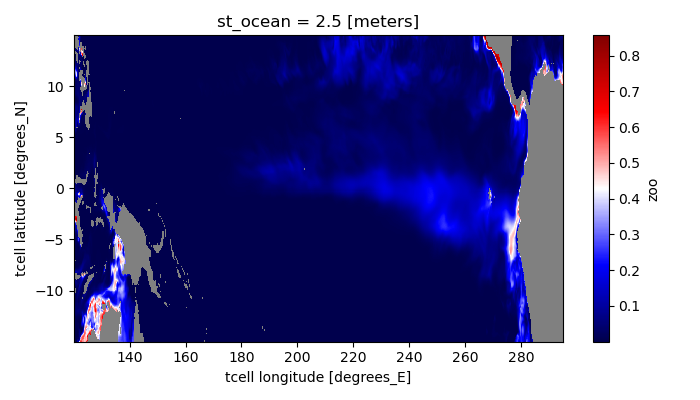 st_ocean = 2.5 [meters]
10
5
0
−5
−10
tcell latitude [degrees_N]
140 160 180 200 220 240 260 280
tcell longitude [degrees_E]
0.8
0.7
0.6
0.5
0.4
0.3
0.2
0.1
zoo